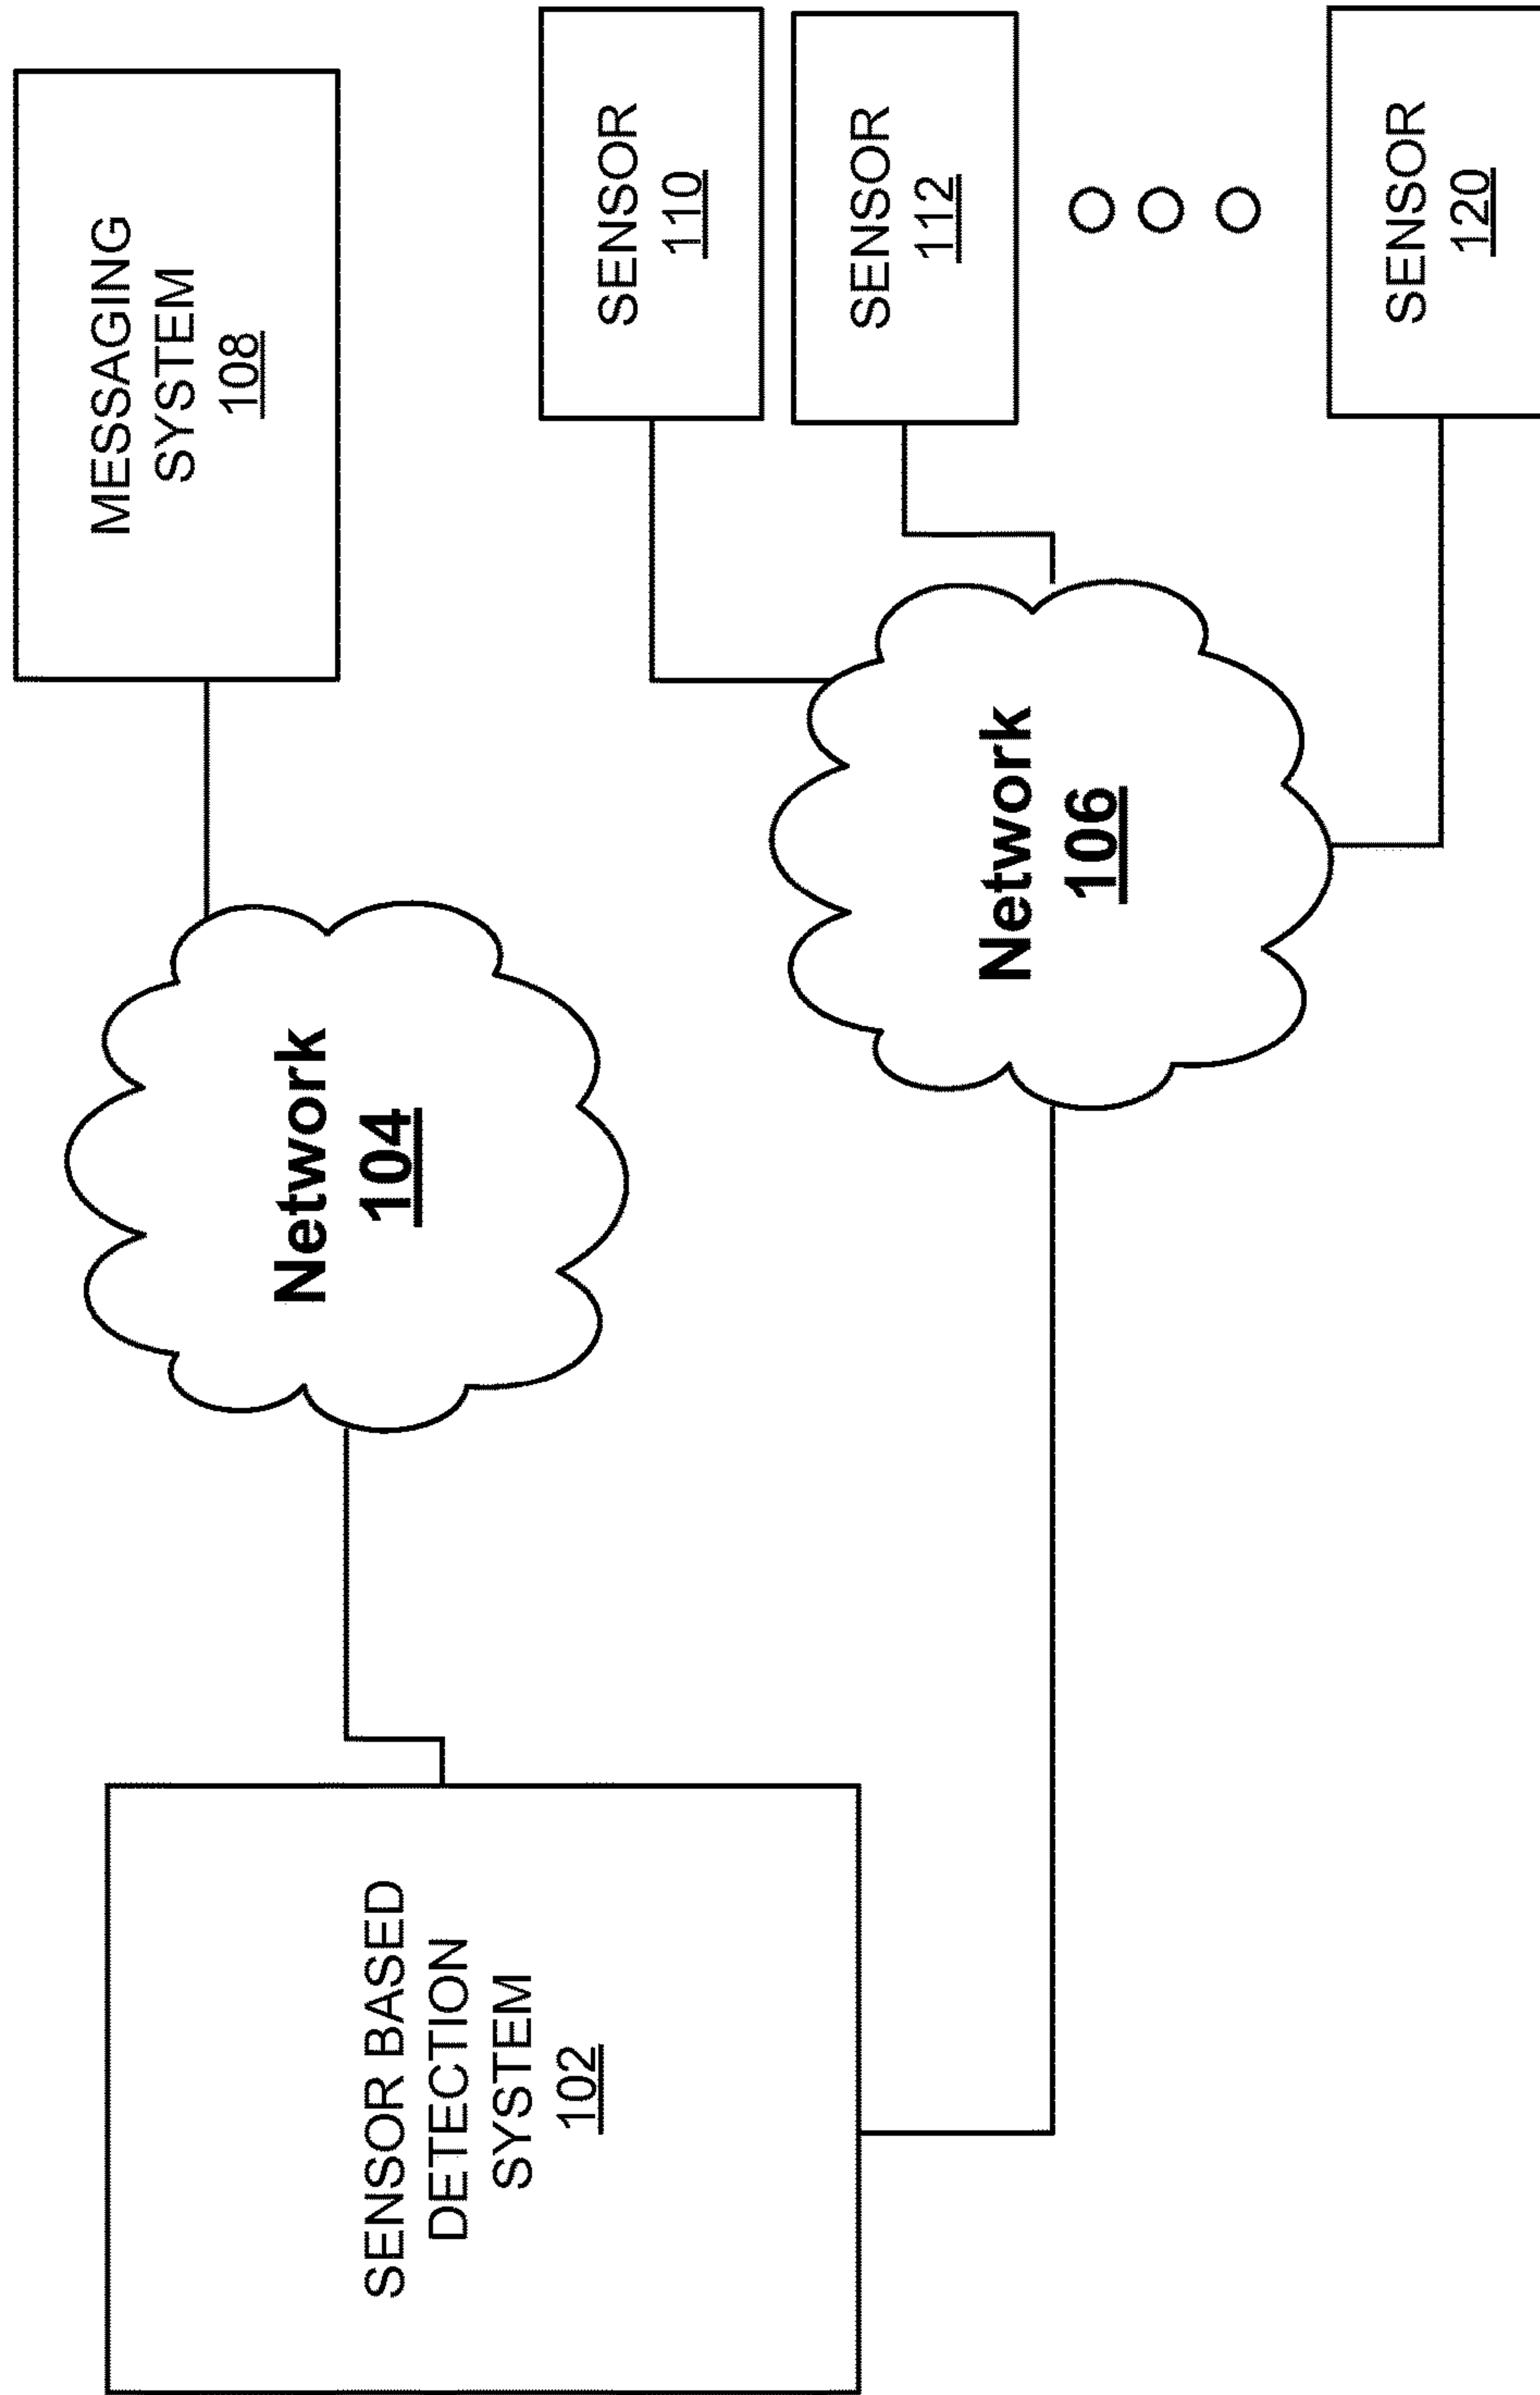 MESSAGING
SYSTEM
108
SENSOR
110
SENSOR
112
SENSOR
120
Network
104
Network
106
SENSOR BASED
DETECTION
SYSTEM
102